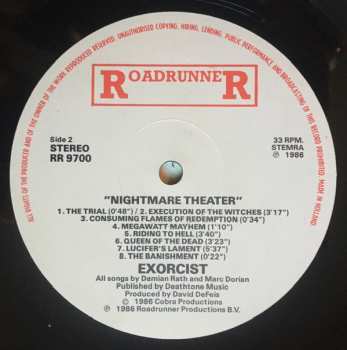 ALL RIGHTS OF THE PRODUCER AND OF THE OWNER OF THE WORK REPRODUCED RESERVED. UNAUTHORISED COPYING, HIRING, LENDING, PUBLIC PERFORMANCE AND BROADCASTING OF THIS RECORD PROHIBITED. MADE IN HOLLAND.
ROADRUNNER
Side 2
STEREO
RR 9700
33 RPM.
STEMRA
℗ 1986
"NIGHTMARE THEATER"
1. THE TRIAL (0'48") / 2. EXECUTION OF THE WITCHES (3'17")
3. CONSUMING FLAMES OF REDEMPTION (0'34")
4. MEGAWATT MAYHEM (1'10")
5. RIDING TO HELL (3'40")
6. QUEEN OF THE DEAD (3'23")
7. LUCIFER'S LAMENT (5'37")
8. THE BANISHMENT (0'22")
EXORCIST
All songs by Damian Rath and Marc Dorian
Published by Deathtone Music
Produced by David DeFeis
© 1986 Cobra Productions
℗ 1986 Roadrunner Productions B.V.